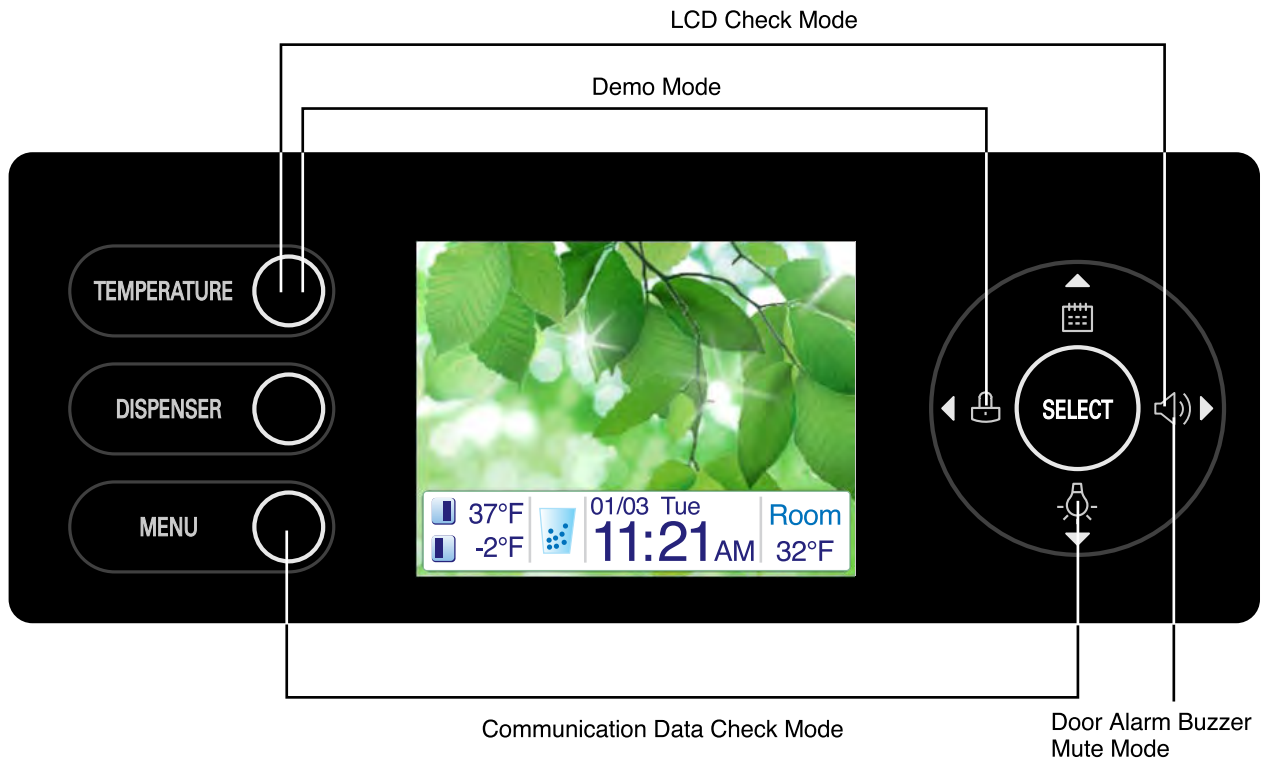 LCD Check Mode
Demo Mode
TEMPERATURE
DISPENSER
MENU
37°F
-2°F
01/03 Tue
11:21AM
Room
32°F
SELECT
Communication Data Check Mode
Door Alarm Buzzer
Mute Mode